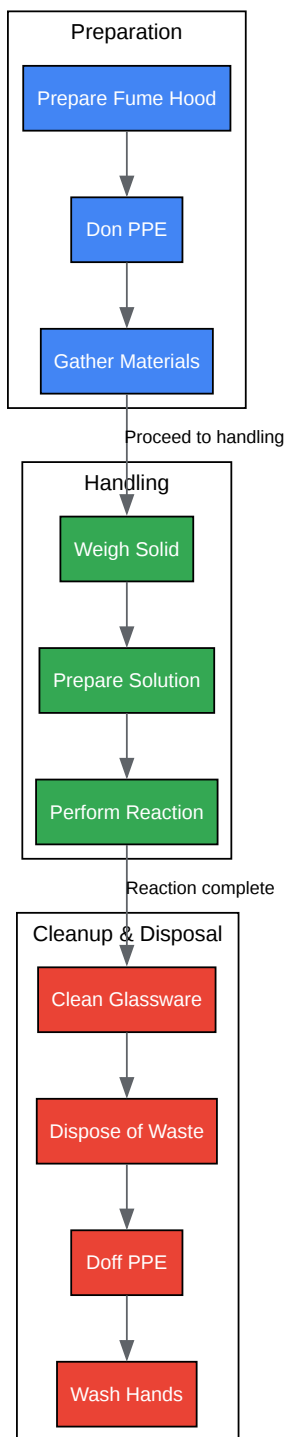 Preparation
Prepare Fume Hood
Don PPE
Gather Materials
Proceed to handling
Handling
Weigh Solid
Prepare Solution
Perform Reaction
Reaction complete
Cleanup & Disposal
Clean Glassware
Dispose of Waste
Doff PPE
Wash Hands